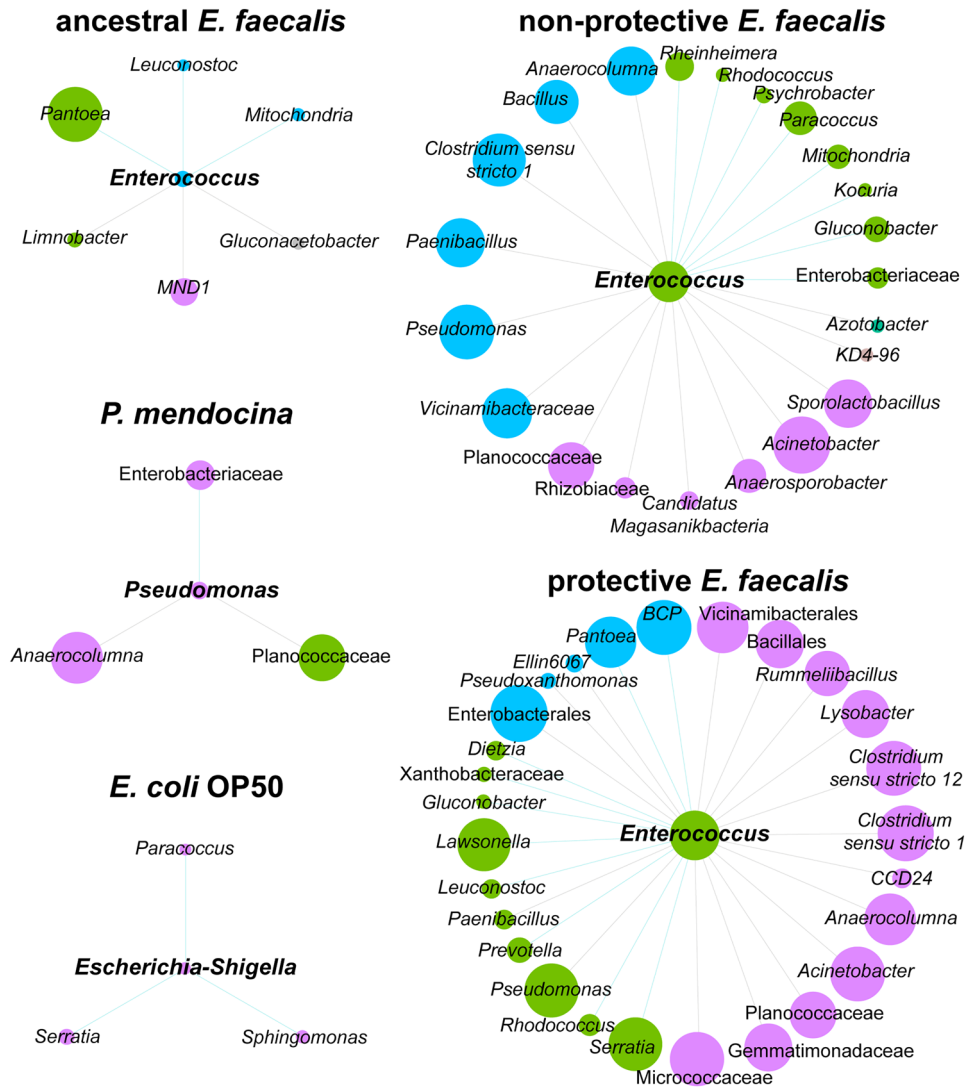 ancestral E. faecalis
Leuconostoc
Pantoea
Mitochondria
Enterococcus
Limnobacter
Gluconacetobacter
MND1
non-protective E. faecalis
Rheinheimera
Anaerocolumna
Rhodococcus
Bacillus
Psychrobacter
Paracoccus
Clostridium sensu
stricto 1
Mitochondria
Kocuria
Gluconobacter
Paenibacillus
Enterobacteriaceae
Enterococcus
Pseudomonas
Azotobacter
KD4-96
Vicinamibacteraceae
Sporolactobacillus
Planococcaceae
Acinetobacter
Rhizobiaceae
Anaerosporobacter
Candidatus
Magasanikbacteria
P. mendocina
Enterobacteriaceae
Pseudomonas
Anaerocolumna
Planococcaceae
E. coli OP50
Paracoccus
Escherichia-Shigella
Serratia
Sphingomonas
protective E. faecalis
BCP
Vicinamibacterales
Pantoea
Bacillales
Ellin6067
Rummeliibacillus
Pseudoxanthomonas
Enterobacterales
Lysobacter
Dietzia
Clostridium
sensu stricto 12
Xanthobacteraceae
Gluconobacter
Clostridium
sensu stricto 1
Enterococcus
Lawsonella
CCD24
Leuconostoc
Paenibacillus
Anaerocolumna
Prevotella
Acinetobacter
Pseudomonas
Planococcaceae
Rhodococcus
Serratia
Gemmatimonadaceae
Micrococcaceae